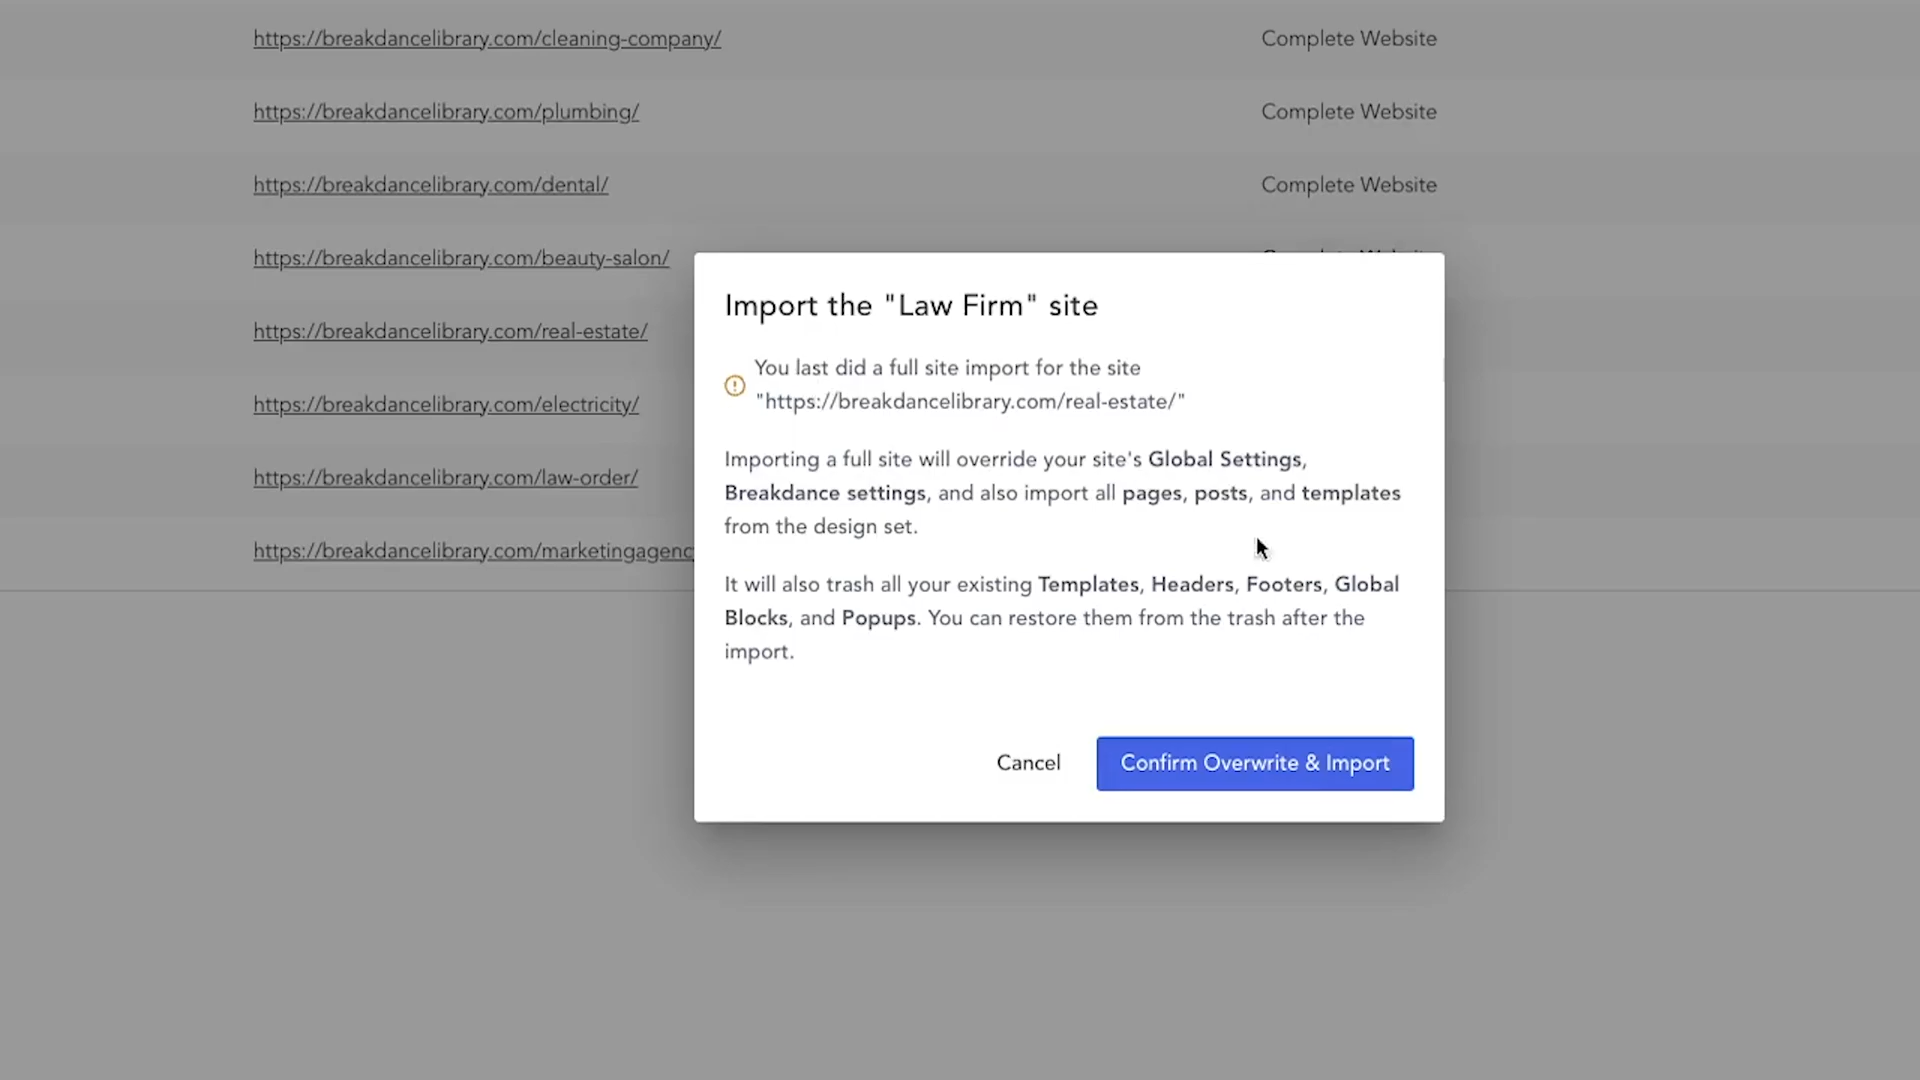 https://breakdancelibrary.com/cleaning-company/ Complete Website
https://breakdancelibrary.com/plumbing/ Complete Website
https://breakdancelibrary.com/dental/ Complete Website
https://breakdancelibrary.com/beauty-salon/
https://breakdancelibrary.com/real-estate/
https://breakdancelibrary.com/electricity/
https://breakdancelibrary.com/law-order/
https://breakdancelibrary.com/marketingagenc
Import the "Law Firm" site
You last did a full site import for the site
"https://breakdancelibrary.com/real-estate/"
Importing a full site will override your site's Global Settings,
Breakdance settings, and also import all pages, posts, and templates
from the design set.
It will also trash all your existing Templates, Headers, Footers, Global
Blocks, and Popups. You can restore them from the trash after the
import.
Cancel Confirm Overwrite & Import